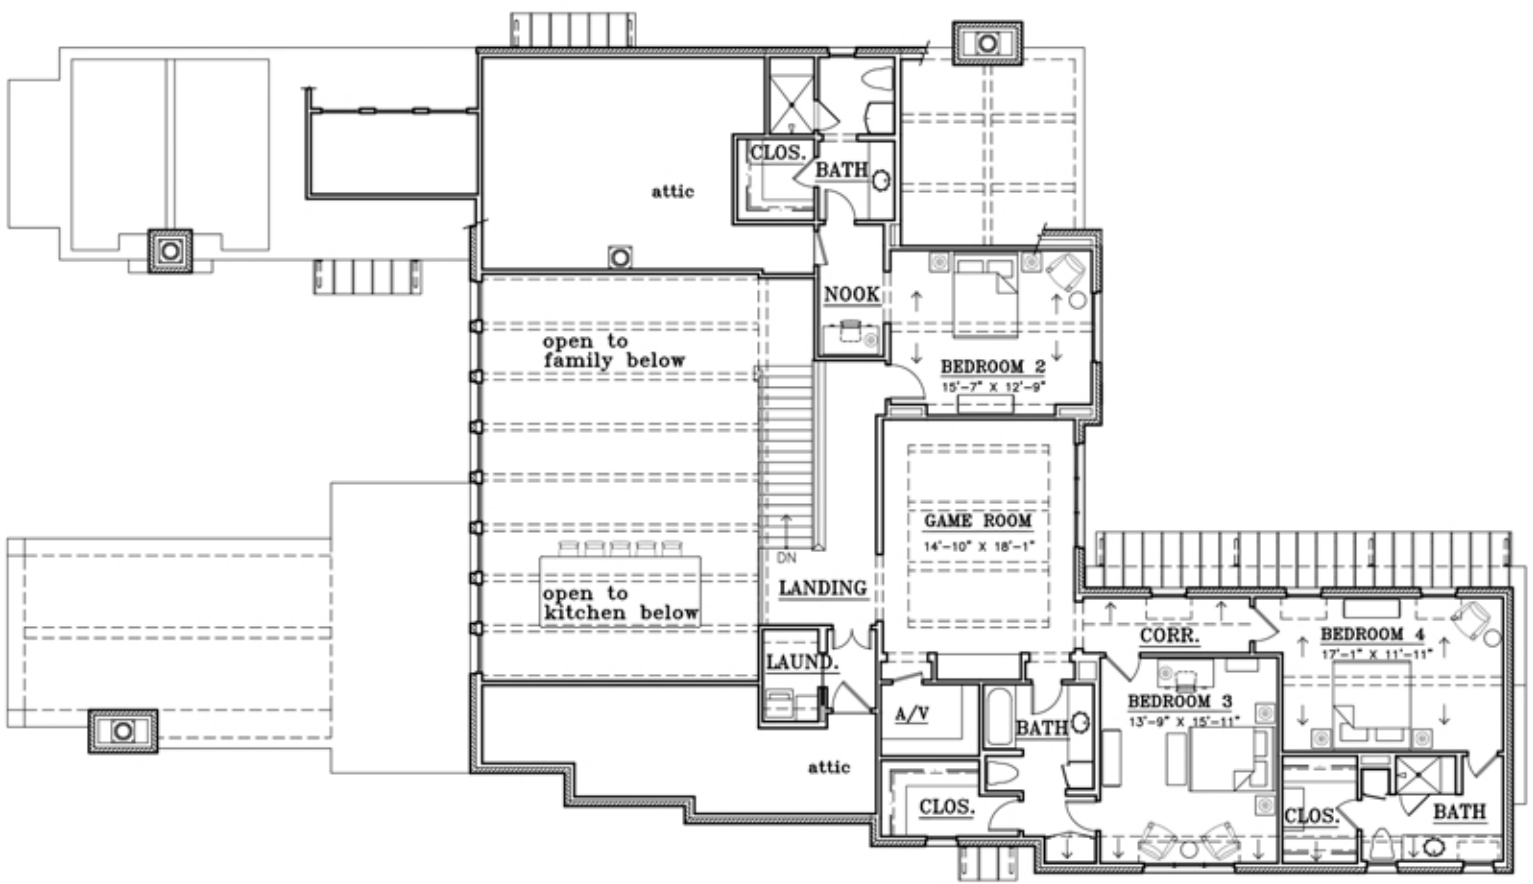 CLOS.
BATH
attic
NOOK
open to
family below
BEDROOM 2
15'-7" X 12'-9"
GAME ROOM
14'-10" X 18'-1"
DN
LANDING
open to
kitchen below
CORR.
BEDROOM 4
17'-1" X 11'-11"
LAUND.
BEDROOM 3
13'-9" X 15'-11"
A/V
BATH
attic
CLOS.
CLOS.
BATH